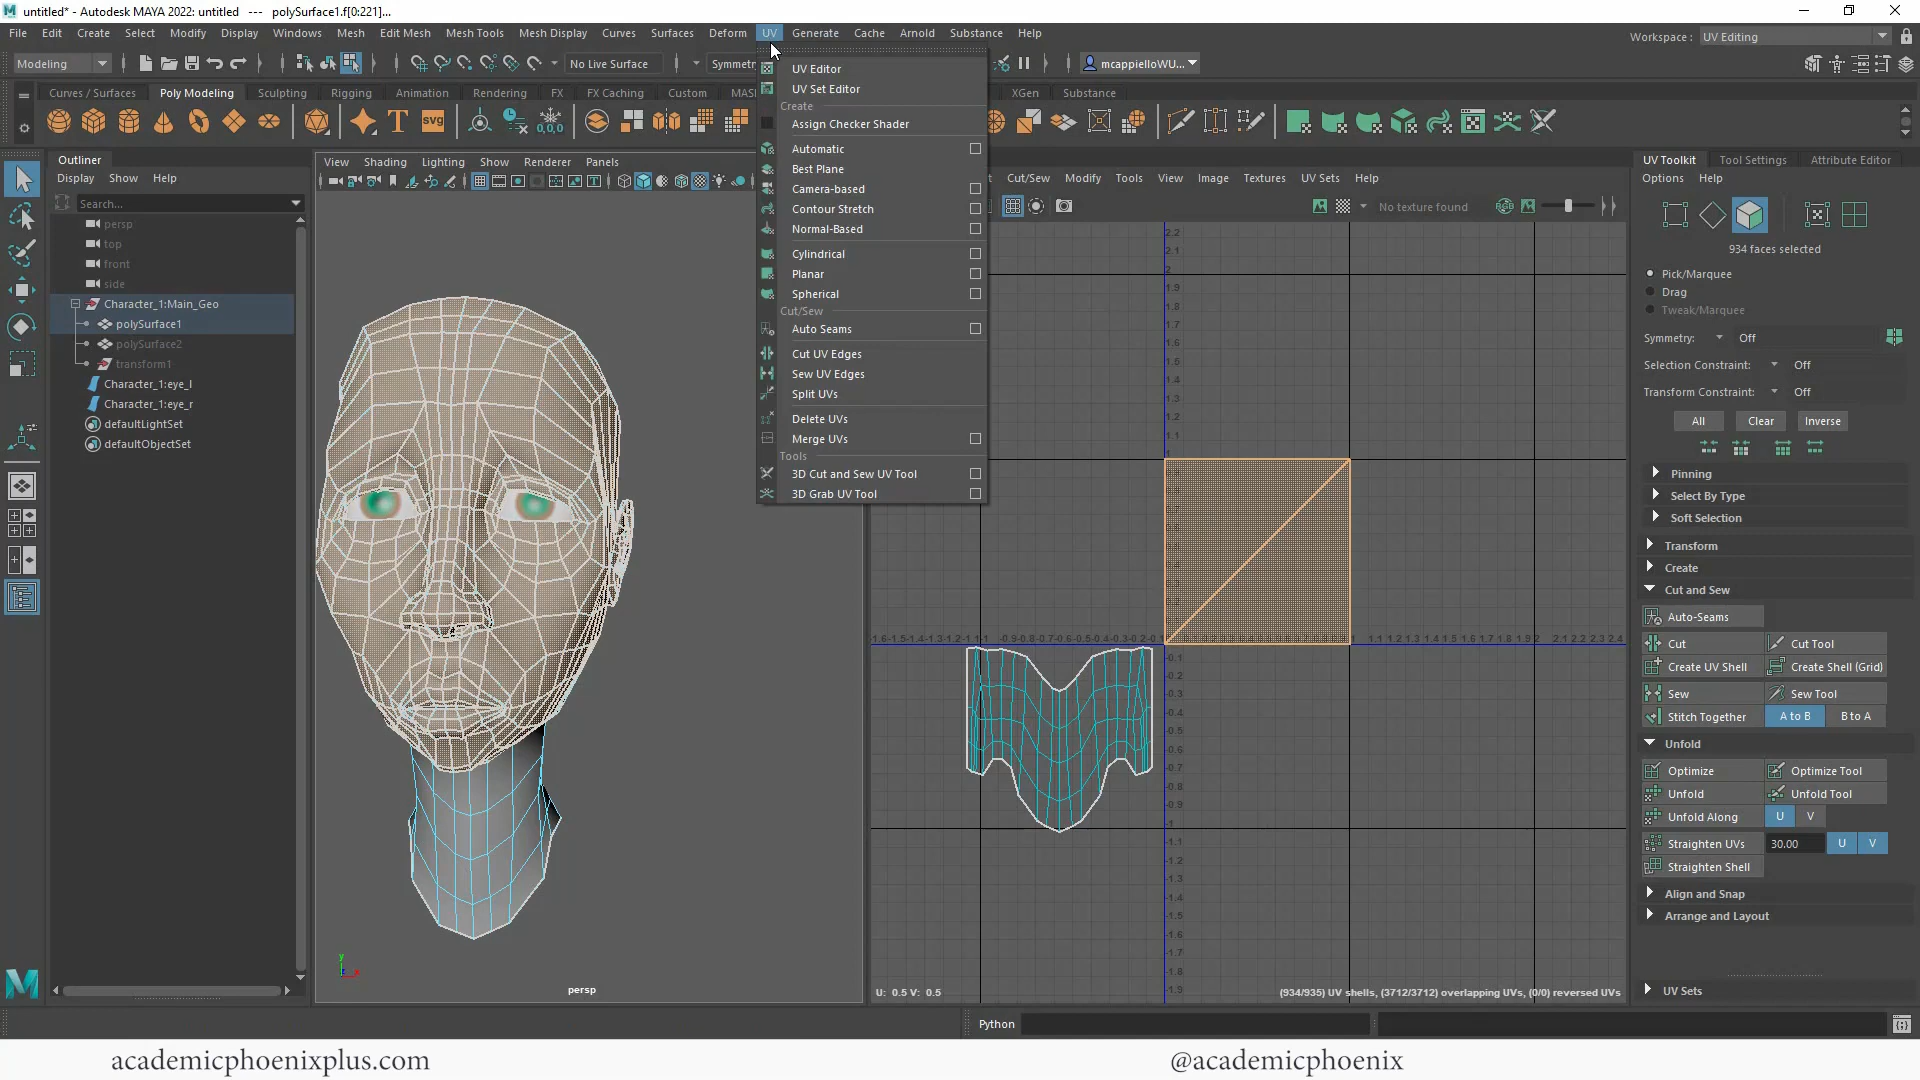 untitled* - Autodesk MAYA 2022: untitled --- polySurface1.f[0:221]...
File Edit Create Select Modify Display Windows Mesh Edit Mesh Mesh Tools Mesh Display Curves Surfaces Deform UV Generate Cache Arnold Substance Help
Workspace : UV Editing
Modeling No Live Surface Symmetr mcappielloWU...
Curves / Surfaces Poly Modeling Sculpting Rigging Animation Rendering FX FX Caching Custom MAS XGen Substance
T svg 0,0,0
UV Editor
UV Set Editor
Create
Assign Checker Shader
Automatic
Best Plane
Camera-based
Contour Stretch
Normal-Based
Cylindrical
Planar
Spherical
Cut/Sew
Auto Seams
Cut UV Edges
Sew UV Edges
Split UVs
Delete UVs
Merge UVs
Tools
3D Cut and Sew UV Tool
3D Grab UV Tool
Outliner
Display Show Help
Search...
persp
top
front
side
Character_1:Main_Geo
polySurface1
polySurface2
transform1
Character_1:eye_l
Character_1:eye_r
defaultLightSet
defaultObjectSet
View Shading Lighting Show Renderer Panels
persp
t Cut/Sew Modify Tools View Image Textures UV Sets Help
No texture found
U: 0.5 V: 0.5
(934/935) UV shells, (3712/3712) overlapping UVs, (0/0) reversed UVs
UV Toolkit Tool Settings Attribute Editor
Options Help
934 faces selected
Pick/Marquee
Drag
Tweak/Marquee
Symmetry: Off
Selection Constraint: Off
Transform Constraint: Off
All Clear Inverse
Pinning
Select By Type
Soft Selection
Transform
Create
Cut and Sew
Auto-Seams
Cut Cut Tool
Create UV Shell Create Shell (Grid)
Sew Sew Tool
Stitch Together A to B B to A
Unfold
Optimize Optimize Tool
Unfold Unfold Tool
Unfold Along U V
Straighten UVs 30.00 U V
Straighten Shell
Align and Snap
Arrange and Layout
UV Sets
Python
academicphoenixplus.com
@academicphoenix